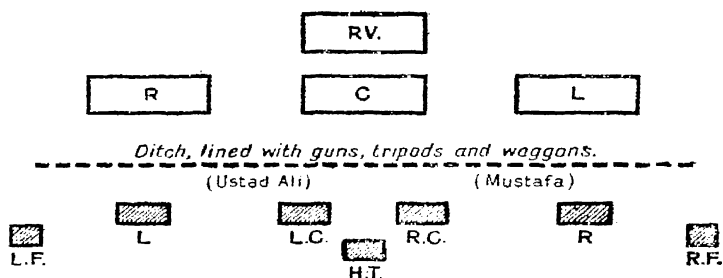 RV.
R C L
Ditch, lined with guns, tripods and waggons.
(Ustad Ali) (Mustafa)
L.F. L L.C. R.C. R R.F.
H.T.